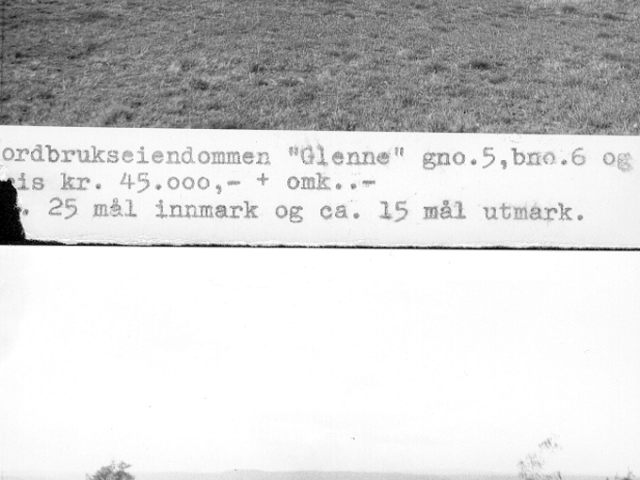 ordbrukseiendommen "Glenne" gno.5,bno.6 og
is kr. 45.000,- + omk..-
. 25 mål innmark og ca. 15 mål utmark.